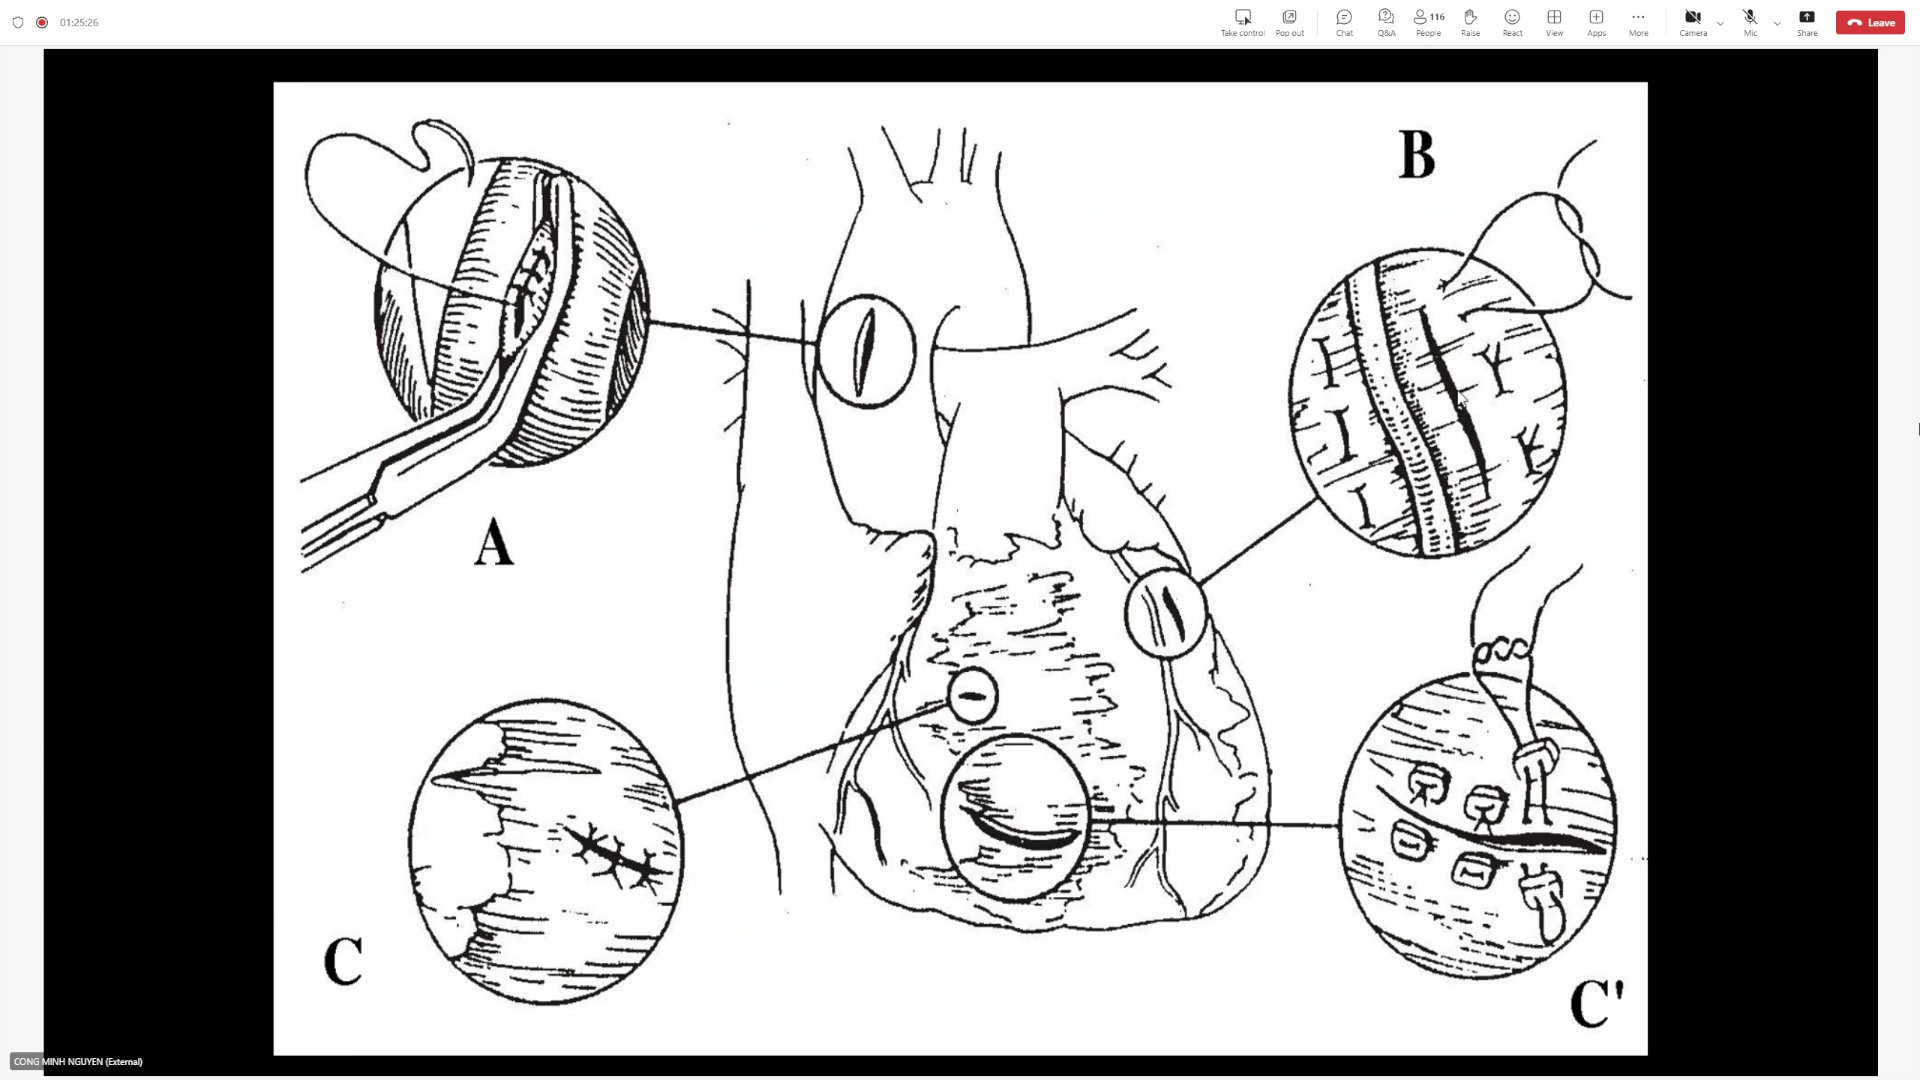 01:25:26
Take control
Pop out
Chat
Q&A
116
People
Raise
React
View
Apps
More
Camera
Mic
Share
Leave
B
A
C
C'
CONG MINH NGUYEN (External)